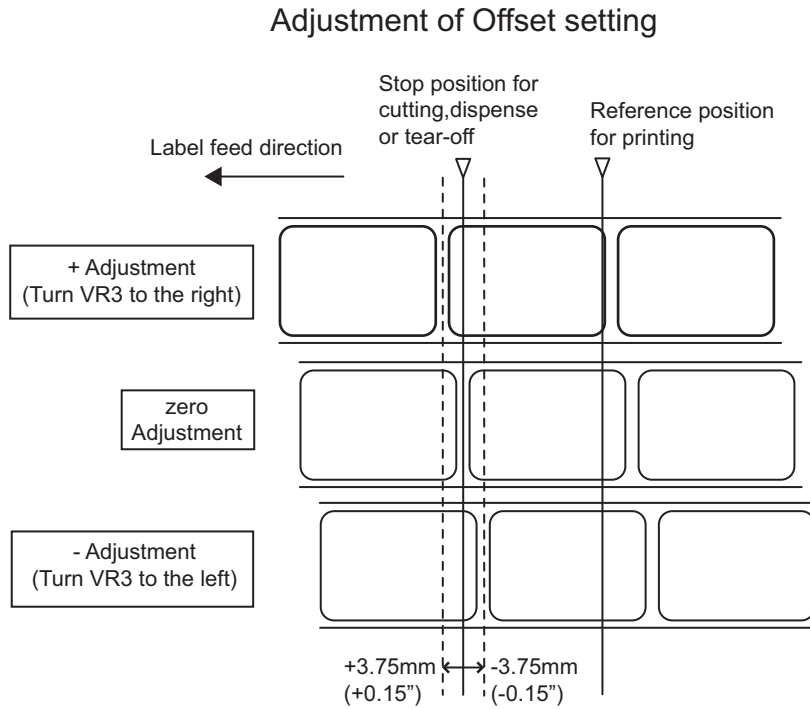 Adjustment of Offset setting
Stop position for
cutting,dispense
or tear-off
Reference position
for printing
Label feed direction
+ Adjustment
(Turn VR3 to the right)
zero
Adjustment
- Adjustment
(Turn VR3 to the left)
+3.75mm
(+0.15”)
-3.75mm
(-0.15”)